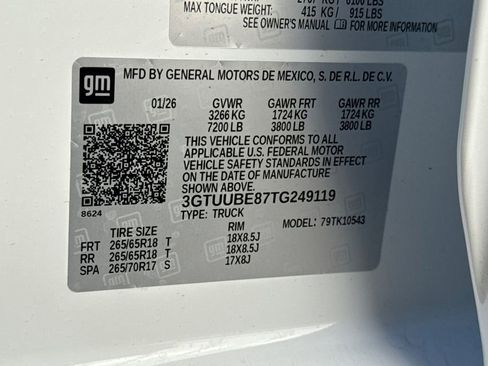 MAX TONGUE WEIGHT: 415 KG / 915 LBS
SEE OWNER'S MANUAL FOR MORE INFORMATION
gm
MFD BY GENERAL MOTORS DE MEXICO, S. DE R.L. DE C.V.
01/26 GVWR GAWR FRT GAWR RR
3266 KG 1724 KG 1724 KG
7200 LB 3800 LB 3800 LB
THIS VEHICLE CONFORMS TO ALL
APPLICABLE U.S. FEDERAL MOTOR
VEHICLE SAFETY STANDARDS IN EFFECT
ON THE DATE OF MANUFACTURE
SHOWN ABOVE.
3GTUUBE87TG249119
8624
TYPE: TRUCK MODEL: 79TK10543
TIRE SIZE RIM
FRT 265/65R18 T 18X8.5J
RR 265/65R18 T 18X8.5J
SPA 265/70R17 S 17X8J